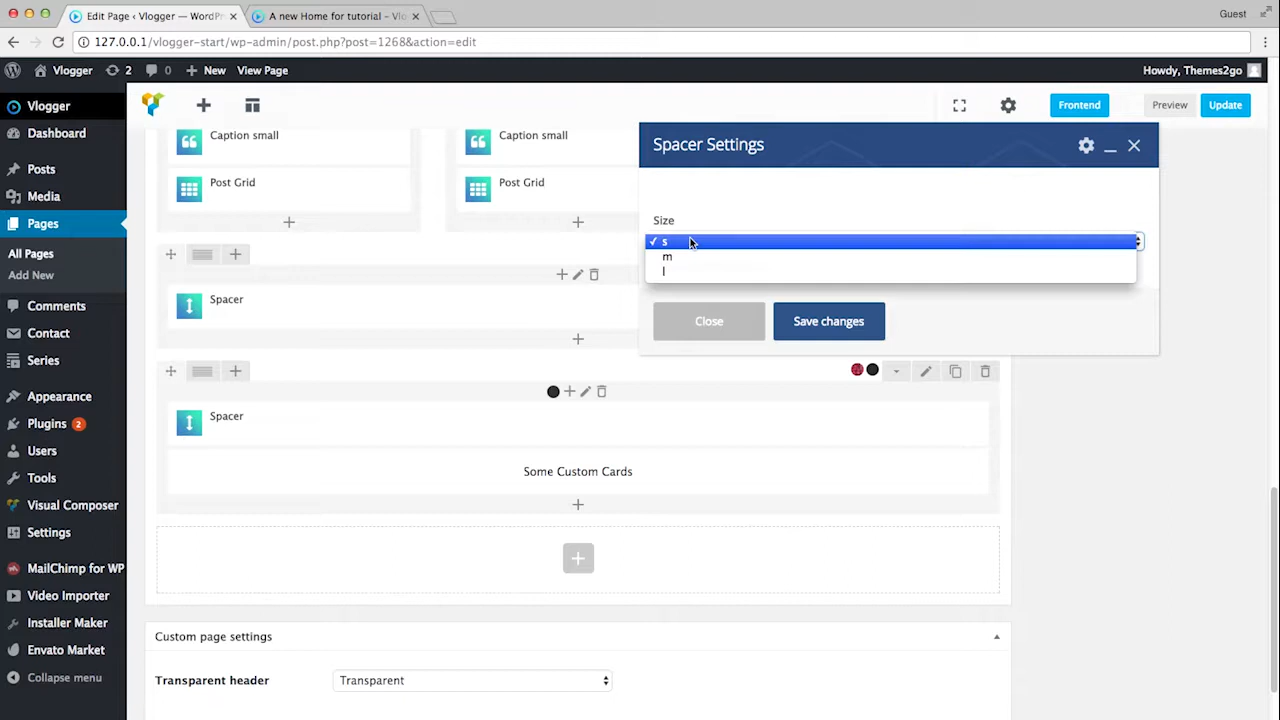 Edit Page ‹ Vlogger — WordPr
A new Home for tutorial – Vlo
Guest
127.0.0.1/vlogger-start/wp-admin/post.php?post=1268&action=edit
Vlogger
2
0
New
View Page
Howdy, Themes2go
Vlogger
Dashboard
Posts
Media
Pages
All Pages
Add New
Comments
Contact
Series
Appearance
Plugins 2
Users
Tools
Visual Composer
Settings
MailChimp for WP
Video Importer
Installer Maker
Envato Market
Collapse menu
Frontend
Preview
Update
Caption small
Caption small
Post Grid
Post Grid
Spacer
Spacer
Some Custom Cards
Spacer Settings
Size
s
m
l
Close
Save changes
Custom page settings
Transparent header
Transparent